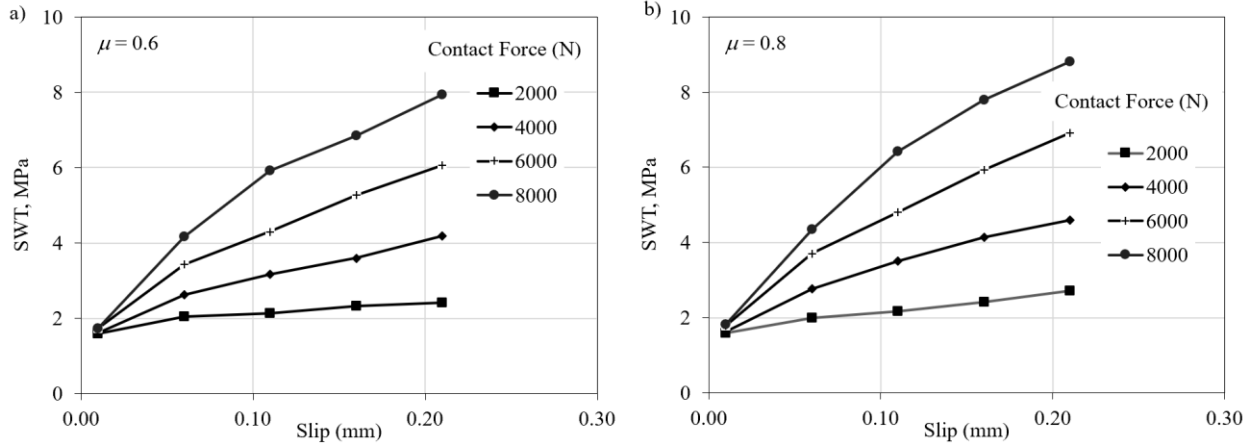 a)
μ = 0.6
Contact Force (N)
2000
4000
6000
8000
SWT, MPa
10
8
6
4
2
0
0.00
0.10
0.20
0.30
Slip (mm)
b)
μ = 0.8
Contact Force (N)
2000
4000
6000
8000
SWT, MPa
10
8
6
4
2
0
0.00
0.10
0.20
0.30
Slip (mm)